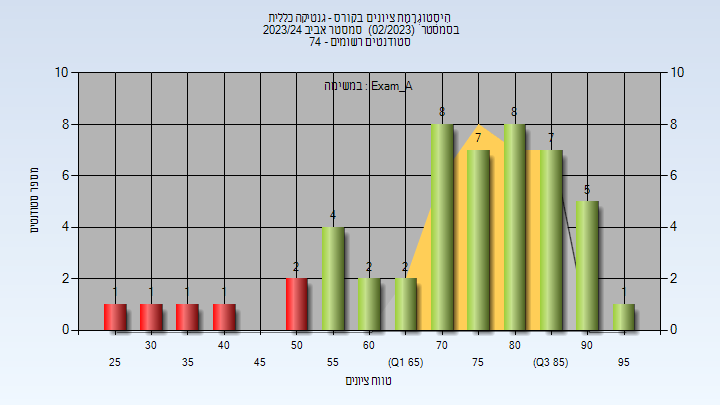 היסטוגרמת ציונים בקורס - גנטיקה כללית
בסמסטר (02/2023) סמסטר אביב 2023/24
סטודנטים רשומים - 74
במשימה : Exam_A
מספר סטודנטים
10 10
8 8
6 6
4 4
2 2
0 0
1 1 1 1 2 4 2 2 8 7 8 7 5 1
30 40 50 60 70 80 90
25 35 45 55 (Q1 65) 75 (Q3 85) 95
טווח ציונים